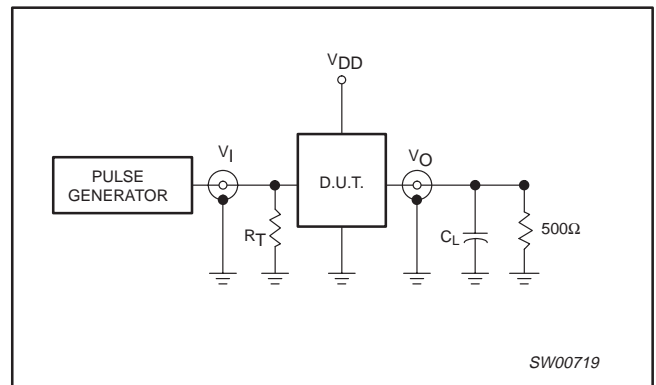 VDD
VI
VO
PULSE
GENERATOR
D.U.T.
RT
CL
500Ω
SW00719